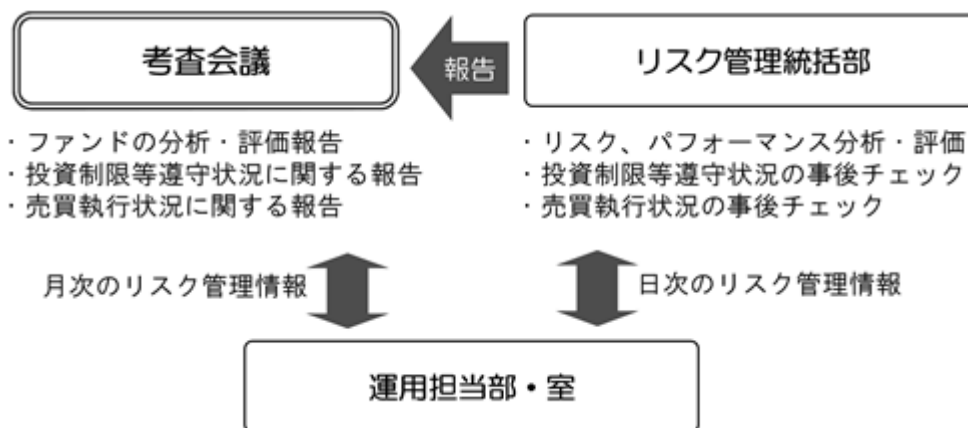 考査会議
報告
リスク管理統括部
・ファンドの分析・評価報告
・投資制限等遵守状況に関する報告
・売買執行状況に関する報告
・リスク、パフォーマンス分析・評価
・投資制限等遵守状況の事後チェック
・売買執行状況の事後チェック
月次のリスク管理情報
日次のリスク管理情報
運用担当部・室